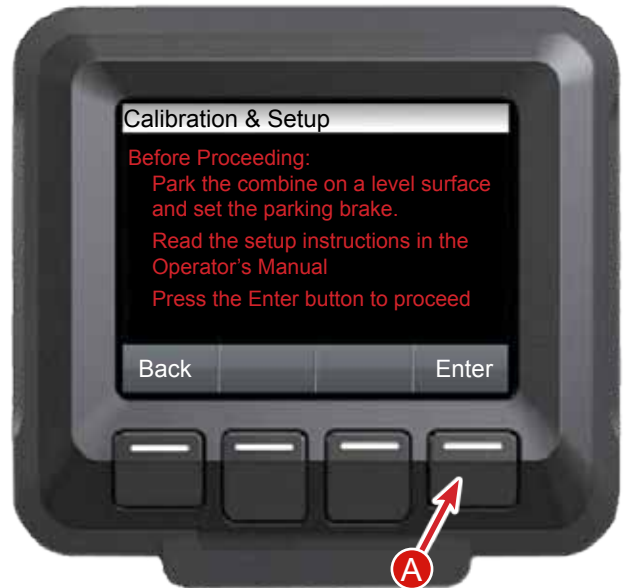 Calibration & Setup
Before Proceeding:
Park the combine on a level surface
and set the parking brake.
Read the setup instructions in the
Operator's Manual
Press the Enter button to proceed
Back Enter
A